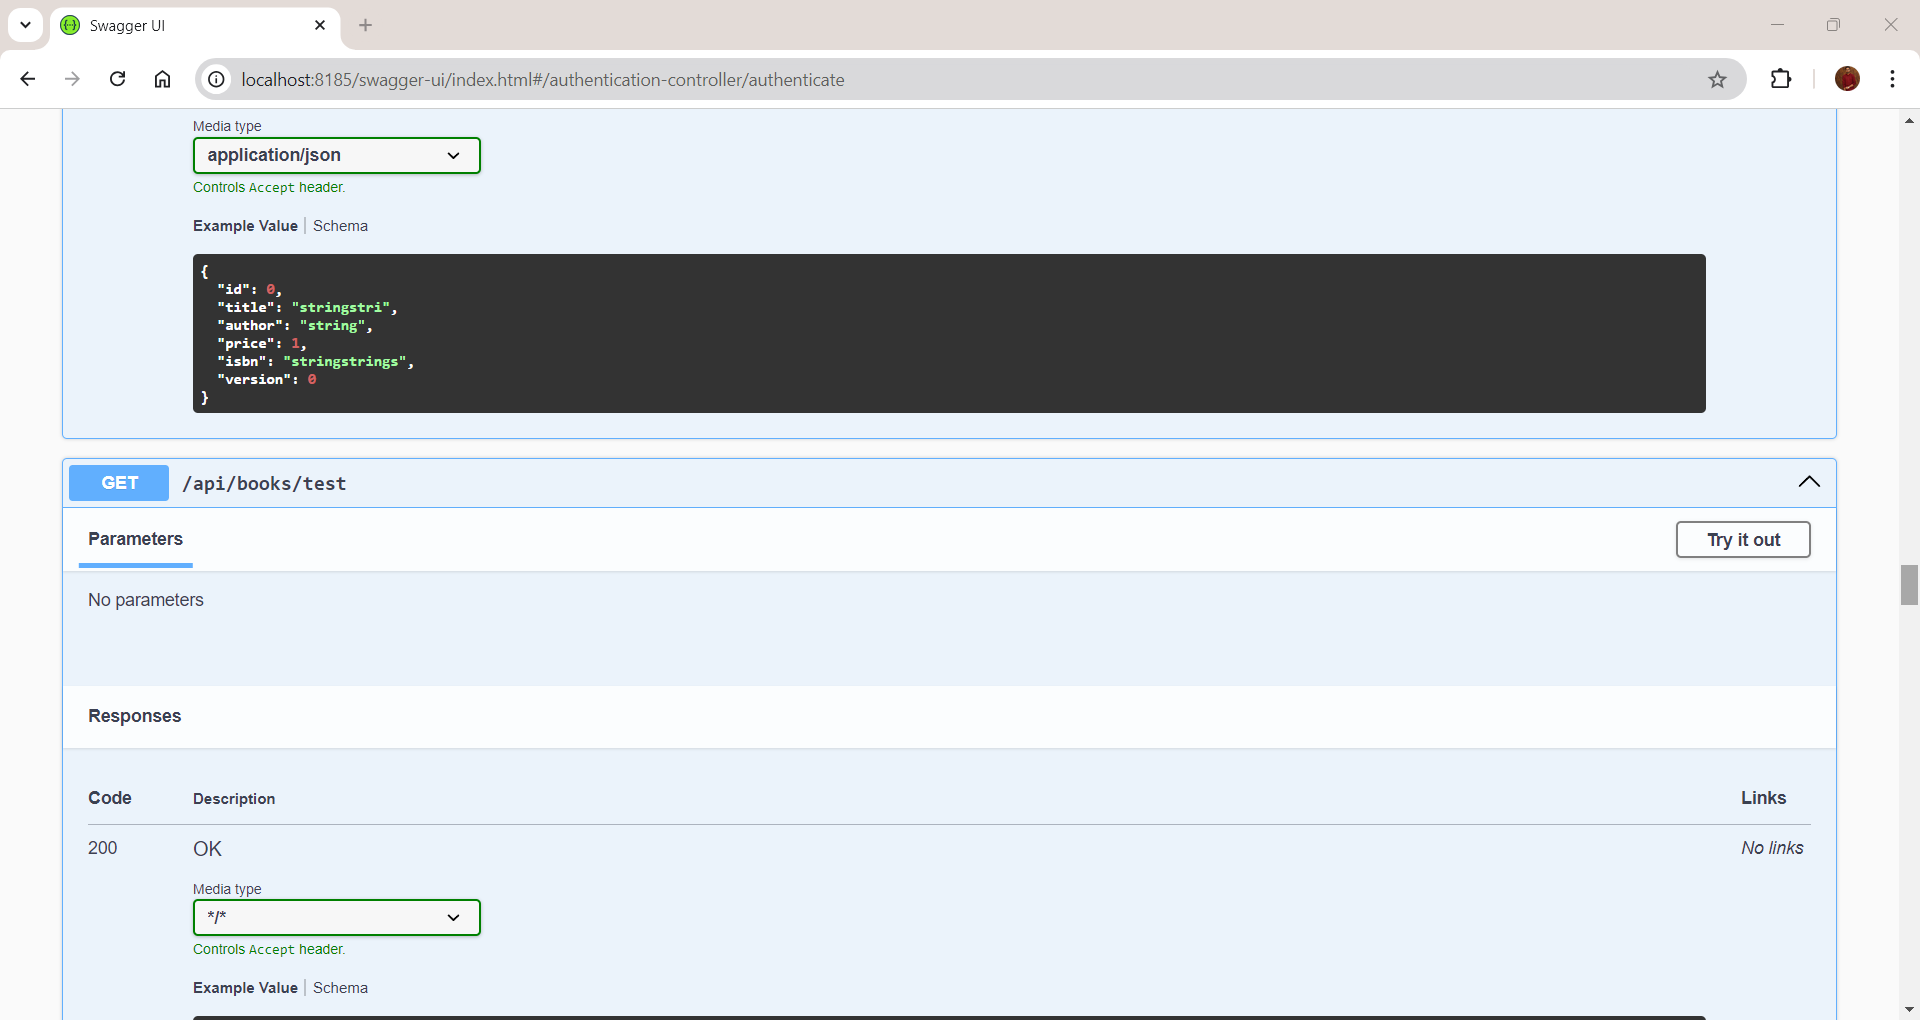 Swagger UI
localhost:8185/swagger-ui/index.html#/authentication-controller/authenticate
Media type
application/json
Controls Accept header.
Example Value | Schema
{
  "id": 0,
  "title": "stringstri",
  "author": "string",
  "price": 1,
  "isbn": "stringstrings",
  "version": 0
}
GET /api/books/test
Parameters
Try it out
No parameters
Responses
Code Description Links
200 OK No links
Media type
*/*
Controls Accept header.
Example Value | Schema